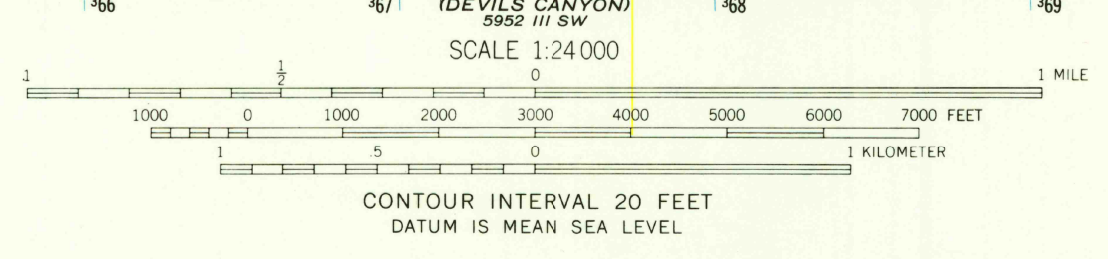 ³66 ³67 (DEVILS CANYON) ³68 ³69
5952 III SW
SCALE 1:24 000
1 ½ 0 1 MILE
1000 0 1000 2000 3000 4000 5000 6000 7000 FEET
1 .5 0 1 KILOMETER
CONTOUR INTERVAL 20 FEET
DATUM IS MEAN SEA LEVEL